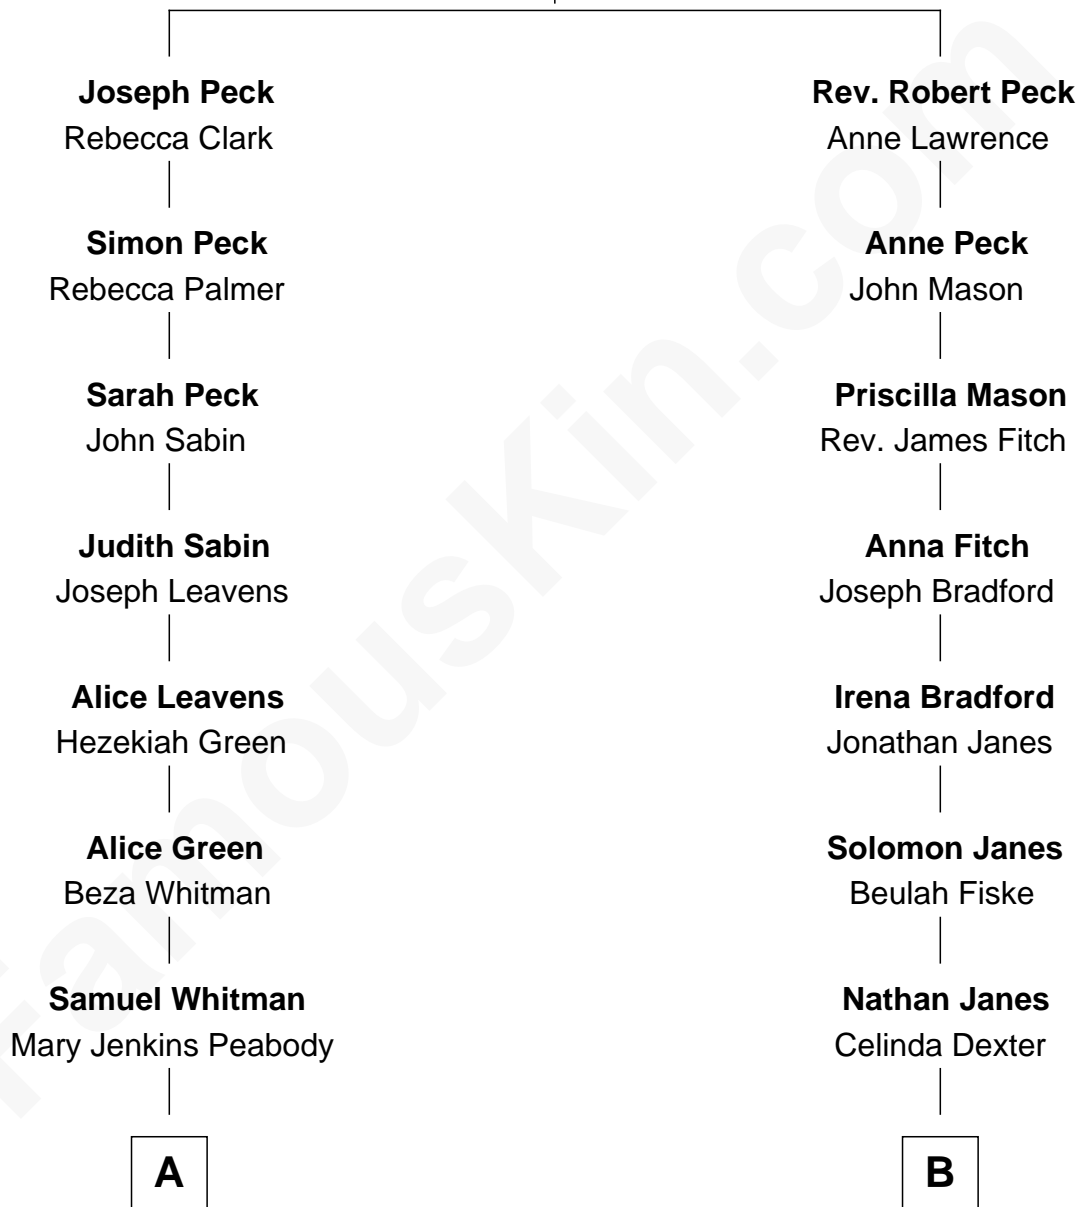 Joseph Peck
Rebecca Clark
Simon Peck
Rebecca Palmer
Sarah Peck
John Sabin
Judith Sabin
Joseph Leavens
Alice Leavens
Hezekiah Green
Alice Green
Beza Whitman
Samuel Whitman
Mary Jenkins Peabody
A
Rev. Robert Peck
Anne Lawrence
Anne Peck
John Mason
Priscilla Mason
Rev. James Fitch
Anna Fitch
Joseph Bradford
Irena Bradford
Jonathan Janes
Solomon Janes
Beulah Fiske
Nathan Janes
Celinda Dexter
B
FamousKin.com